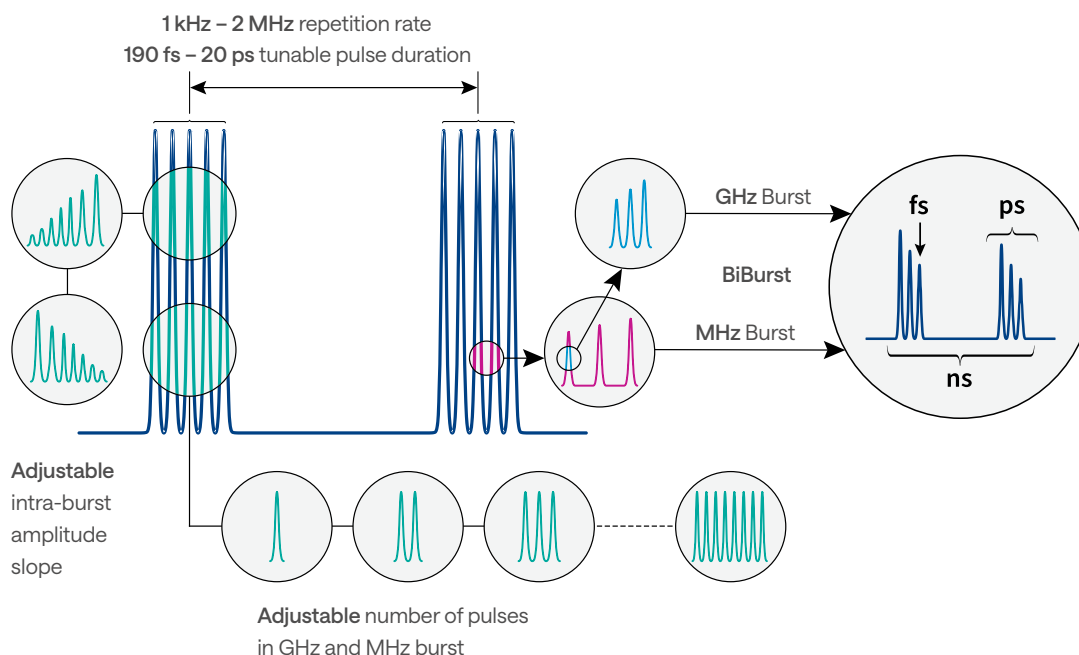 1 kHz – 2 MHz repetition rate
190 fs – 20 ps tunable pulse duration
GHz Burst
BiBurst
MHz Burst
fs
ps
ns
Adjustable
intra-burst
amplitude
slope
Adjustable number of pulses
in GHz and MHz burst